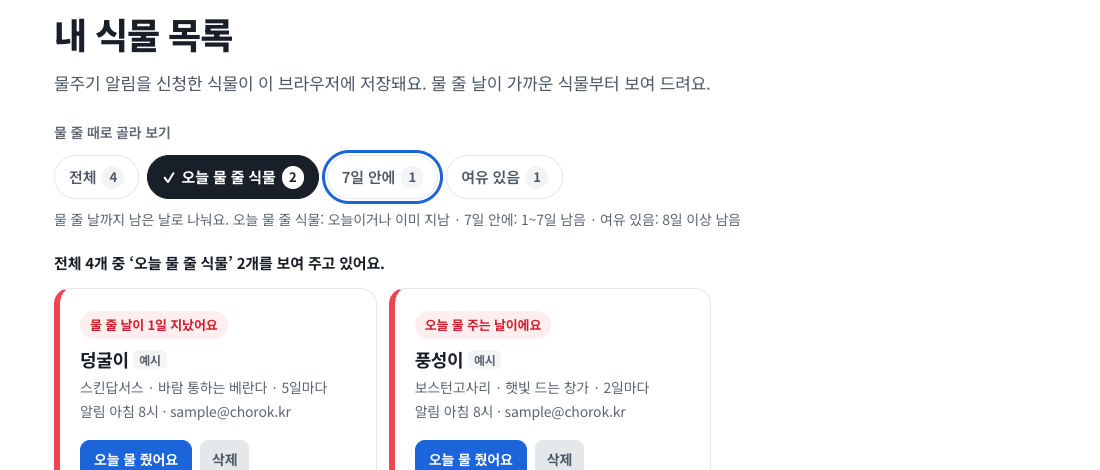 내 식물 목록
물주기 알림을 신청한 식물이 이 브라우저에 저장돼요. 물 줄 날이 가까운 식물부터 보여 드려요.
물 줄 때로 골라 보기
전체 4 ✓ 오늘 물 줄 식물 2 7일 안에 1 여유 있음 1
물 줄 날까지 남은 날로 나눠요. 오늘 물 줄 식물: 오늘이거나 이미 지남 · 7일 안에: 1~7일 남음 · 여유 있음: 8일 이상 남음
전체 4개 중 ‘오늘 물 줄 식물’ 2개를 보여 주고 있어요.
물 줄 날이 1일 지났어요
덩굴이 예시
스킨답서스 · 바람 통하는 베란다 · 5일마다
알림 아침 8시 · sample@chorok.kr
오늘 물 줬어요 삭제
오늘 물 주는 날이에요
풍성이 예시
보스턴고사리 · 햇빛 드는 창가 · 2일마다
알림 아침 8시 · sample@chorok.kr
오늘 물 줬어요 삭제